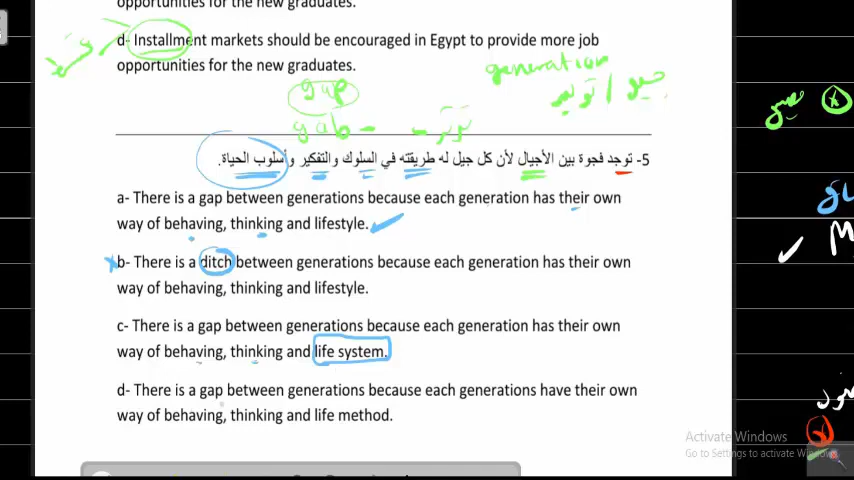 opportunities for the new graduates.
d- Installment markets should be encouraged in Egypt to provide more job
opportunities for the new graduates.
generation
gap
gab
5- توجد فجوة بين الأجيال لأن كل جيل له طريقته في السلوك والتفكير وأسلوب الحياة.
a- There is a gap between generations because each generation has their own
way of behaving, thinking and lifestyle.
b- There is a ditch between generations because each generation has their own
way of behaving, thinking and lifestyle.
c- There is a gap between generations because each generation has their own
way of behaving, thinking and life system.
d- There is a gap between generations because each generations have their own
way of behaving, thinking and life method.
Activate Windows
Go to Settings to activate Windows.